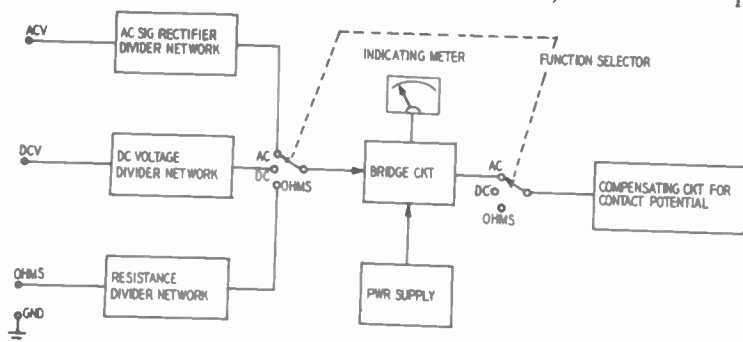 ACV
AC SIG RECTIFIER
DIVIDER NETWORK
INDICATING METER
FUNCTION SELECTOR
DCV
DC VOLTAGE
DIVIDER NETWORK
AC
DC
OHMS
BRIDGE CKT
AC
DC
OHMS
COMPENSATING CKT FOR
CONTACT POTENTIAL
OHMS
RESISTANCE
DIVIDER NETWORK
PWR SUPPLY
GND